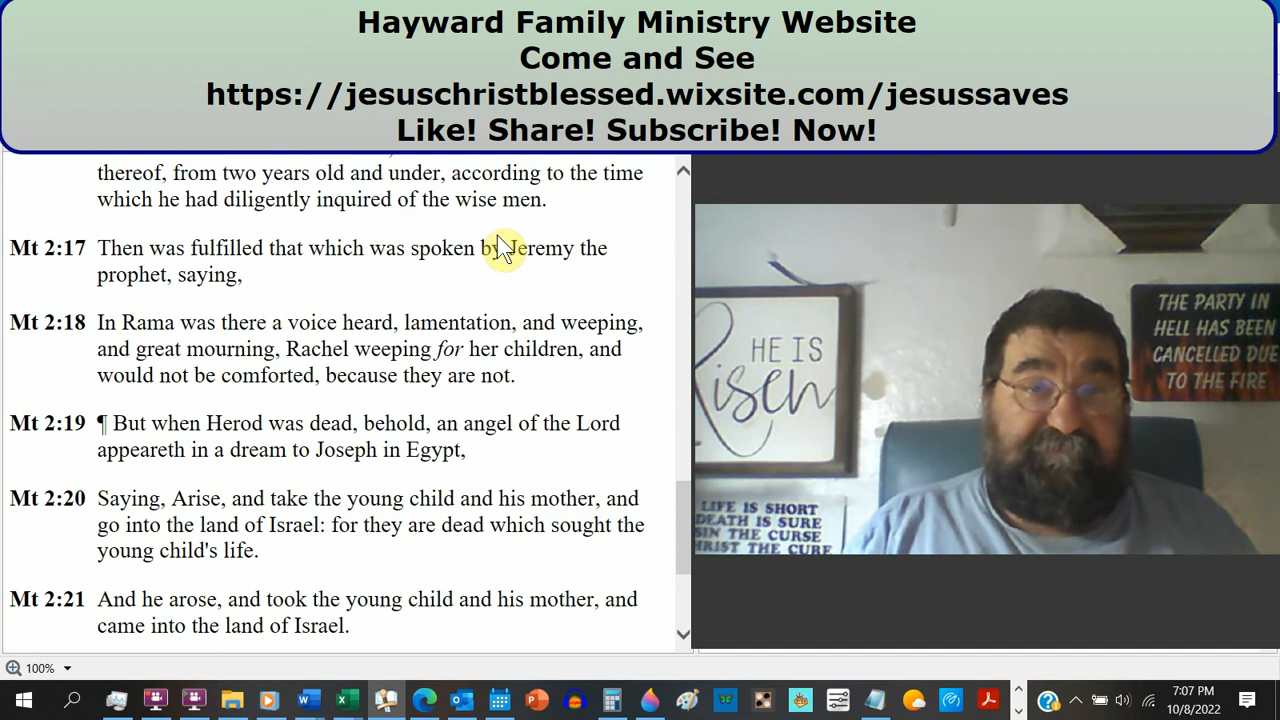 Hayward Family Ministry Website
Come and See
https://jesuschristblessed.wixsite.com/jesussaves
Like! Share! Subscribe! Now!
thereof, from two years old and under, according to the time
which he had diligently inquired of the wise men.
Mt 2:17 Then was fulfilled that which was spoken by Jeremy the
prophet, saying,
Mt 2:18 In Rama was there a voice heard, lamentation, and weeping,
and great mourning, Rachel weeping for her children, and
would not be comforted, because they are not.
Mt 2:19 ¶ But when Herod was dead, behold, an angel of the Lord
appeareth in a dream to Joseph in Egypt,
Mt 2:20 Saying, Arise, and take the young child and his mother, and
go into the land of Israel: for they are dead which sought the
young child's life.
Mt 2:21 And he arose, and took the young child and his mother, and
came into the land of Israel.
HE IS
Risen
THE PARTY IN
HELL HAS BEEN
CANCELLED DUE
TO THE FIRE
LIFE IS SHORT
DEATH IS SURE
SIN THE CURSE
CHRIST THE CURE
100%
7:07 PM
10/8/2022